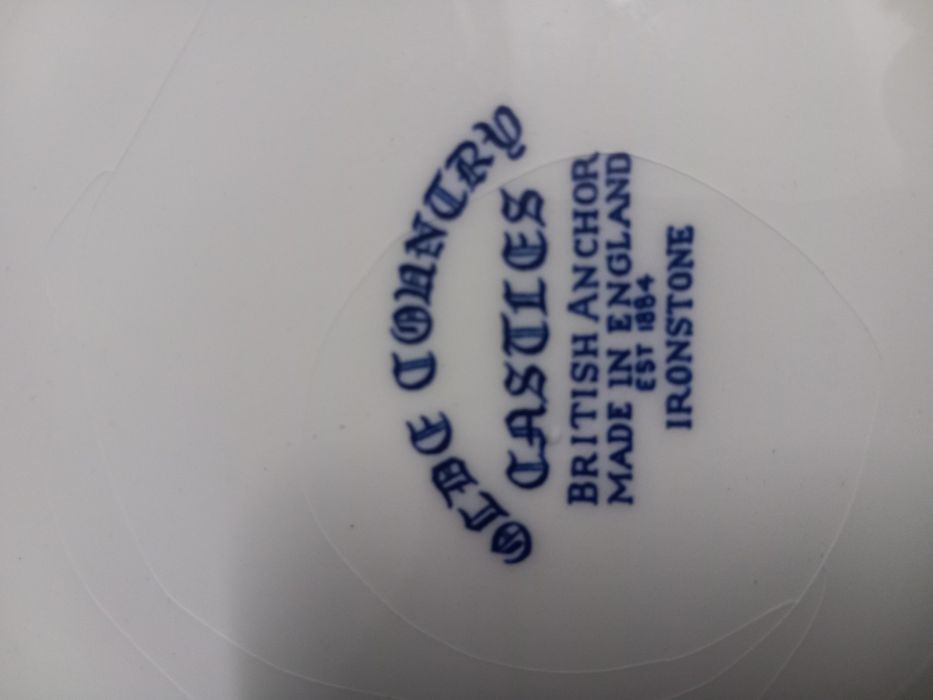 OLDE COUNTRY
CASTLES
BRITISH ANCHOR
MADE IN ENGLAND
EST 1884
IRONSTONE